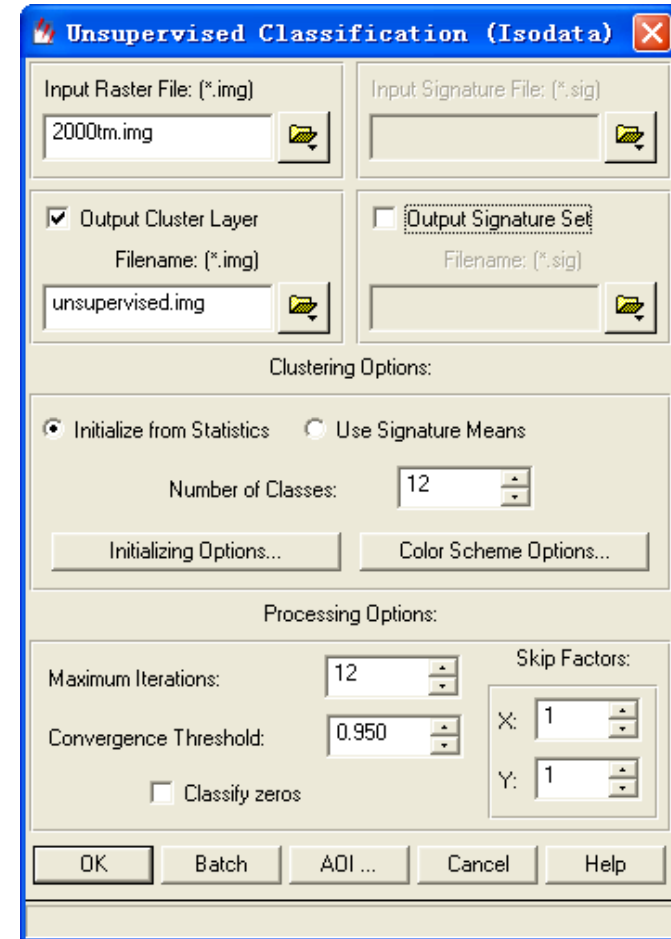 Unsupervised Classification (Isodata)
Input Raster File: (*.img)
Input Signature File: (*.sig)
2000tm.img
Output Cluster Layer
Output Signature Set
Filename: (*.img)
Filename: (*.sig)
unsupervised.img
Clustering Options:
Initialize from Statistics
Use Signature Means
Number of Classes:
12
Initializing Options...
Color Scheme Options...
Processing Options:
Maximum Iterations:
12
Skip Factors:
Convergence Threshold:
0.950
X:
1
Y:
1
Classify zeros
OK
Batch
AOI ...
Cancel
Help